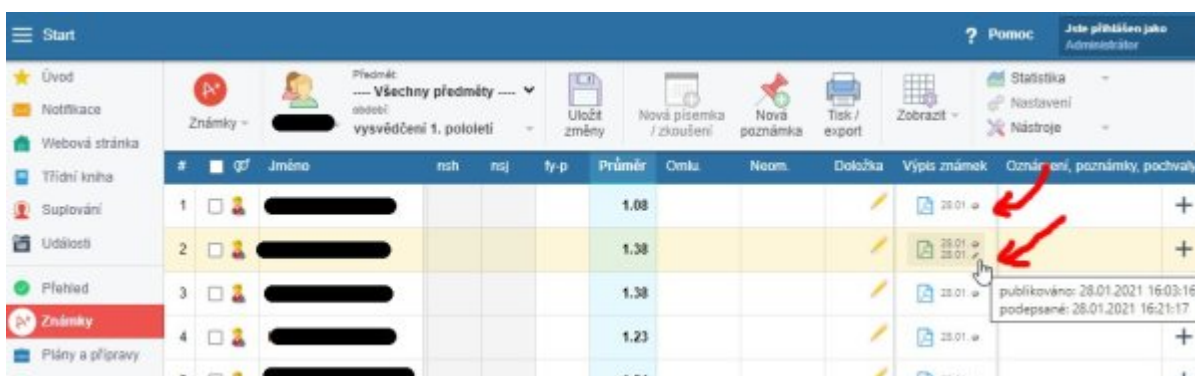 Start
? Pomoc
Jste přihlášen jako
Administrátor
Úvod
Notifikace
Webová stránka
Třídní kniha
Suplování
Události
Přehled
Známky
Plány a přípravy
Známky
Předmět:
---- Všechny předměty ----
období:
vysvědčení 1. pololetí
Uložit
změny
Nová písemka
/ zkoušení
Nová
poznámka
Tisk /
export
Zobrazit
Statistika
Nastavení
Nástroje
# Jméno nsh nsj fy-p Průměr Omlu. Neom. Doložka Výpis známek Oznámení, poznámky, pochvaly
1 1.08 28.01. +
2 1.38 28.01. +
28.01.
publikováno: 28.01.2021 16:03:16
podepsané: 28.01.2021 16:21:17
3 1.38 28.01.
4 1.23 28.01. +